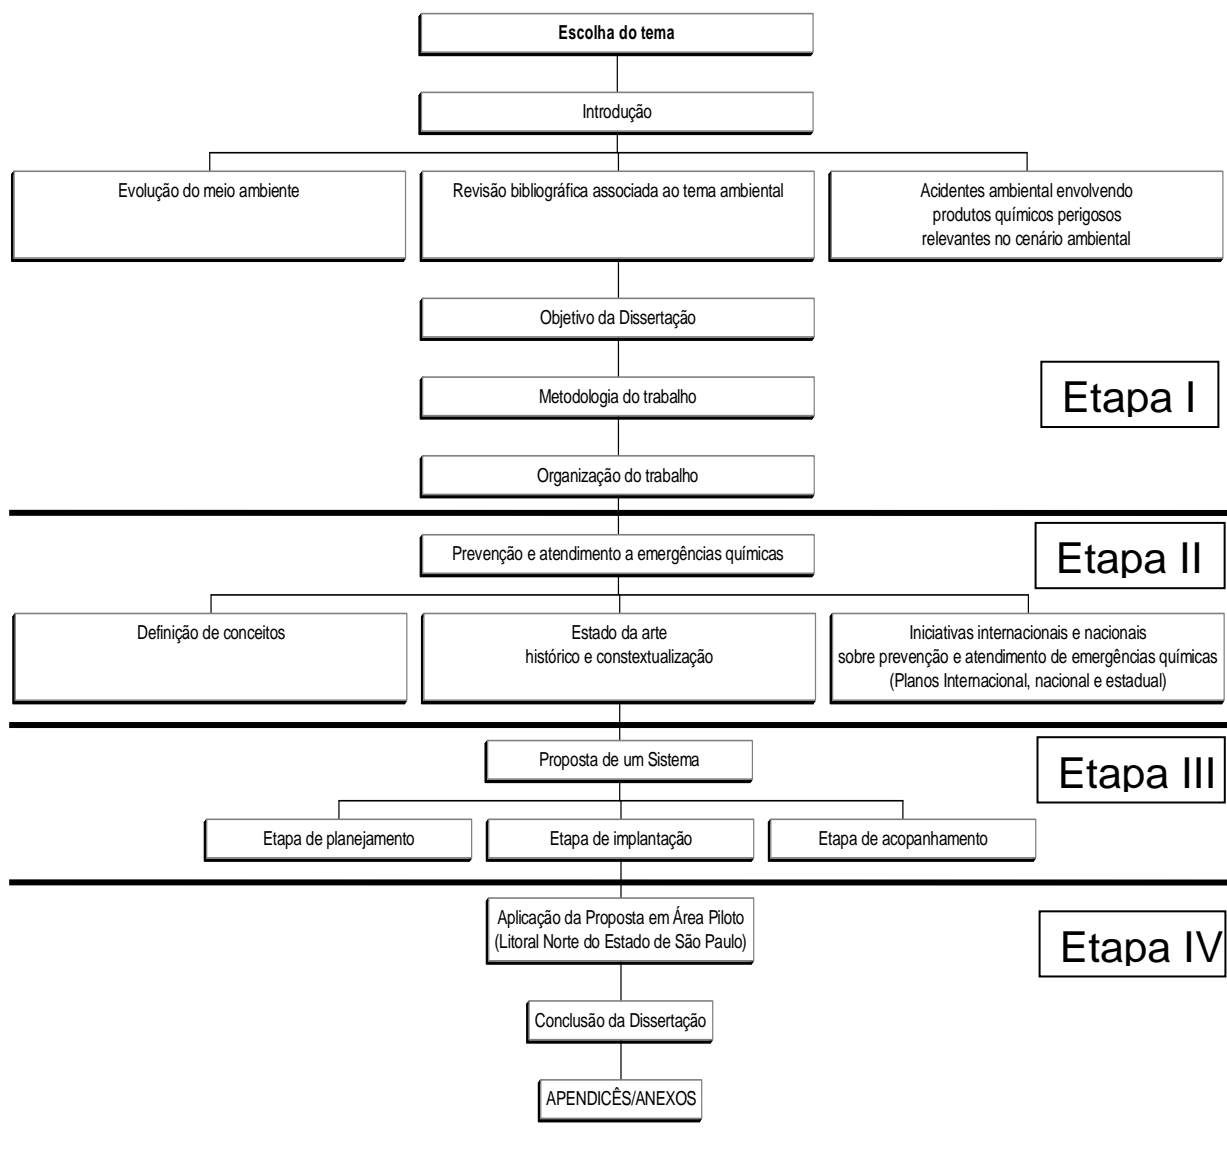 Escolha do tema
Introdução
Evolução do meio ambiente
Revisão bibliográfica associada ao tema ambiental
Acidentes ambiental envolvendo
produtos químicos perigosos
relevantes no cenário ambiental
Objetivo da Dissertação
Metodologia do trabalho
Etapa I
Organização do trabalho
Prevenção e atendimento a emergências químicas
Etapa II
Definição de conceitos
Estado da arte
histórico e constextualização
Iniciativas internacionais e nacionais
sobre prevenção e atendimento de emergências químicas
(Planos Internacional, nacional e estadual)
Proposta de um Sistema
Etapa III
Etapa de planejamento
Etapa de implantação
Etapa de acopanhamento
Aplicação da Proposta em Área Piloto
(Litoral Norte do Estado de São Paulo)
Etapa IV
Conclusão da Dissertação
APENDICÊS/ANEXOS